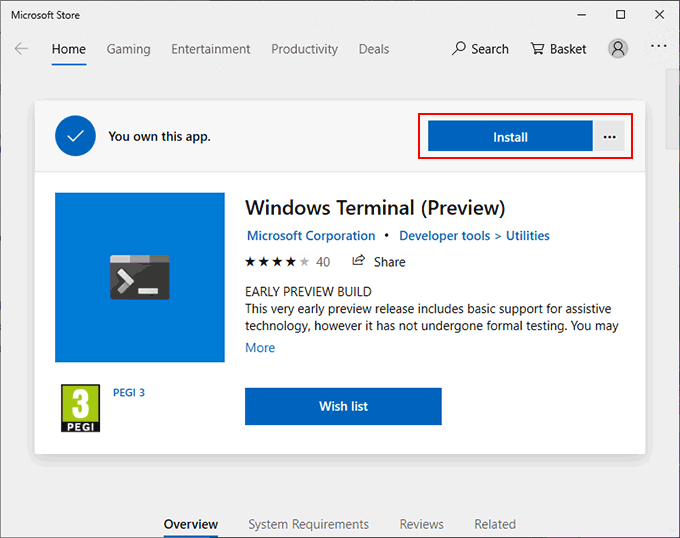 Microsoft Store
Home Gaming Entertainment Productivity Deals Search Basket
You own this app.
Install
Windows Terminal (Preview)
Microsoft Corporation • Developer tools > Utilities
40 Share
EARLY PREVIEW BUILD
This very early preview release includes basic support for assistive
technology, however it has not undergone formal testing. You may
More
3
PEGI
PEGI 3
Wish list
Overview System Requirements Reviews Related